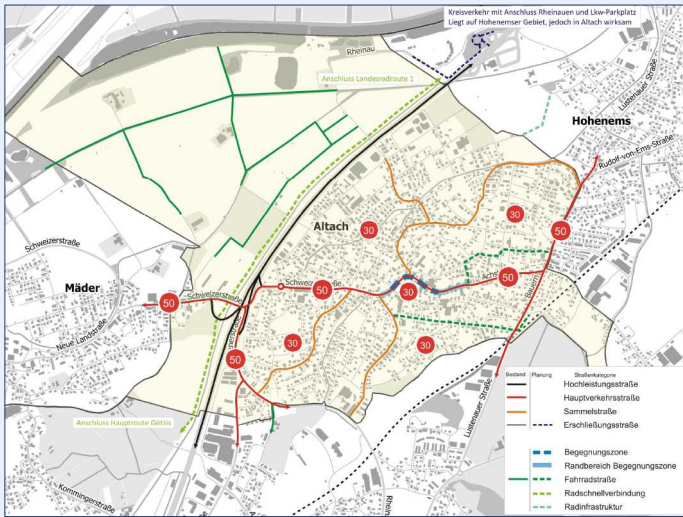 Kreisverkehr mit Anschluss Rheinauen und Lkw-Parkplatz
Liegt auf Hohenemser Gebiet, jedoch in Altach wirksam
Rheinau
Anschluss Landesradroute 1
Lustenauer Straße
Hohenems
Rudolf-von-Ems-Straße
Altach
30
30
50
Schweizerstraße
Mäder
50
Schweizerstraße
50
30
50
Neue Landstraße
50
30
30
Lustenauer Straße
Anschluss Hauptroute Götzis
Kommingerstraße
Bestand
Planung
Straßenkategorie
Hochleistungsstraße
Hauptverkehrsstraße
Sammelstraße
Erschließungsstraße
Begegnungszone
Randbereich Begegnungszone
Fahrradstraße
Radschnellverbindung
Radinfrastruktur